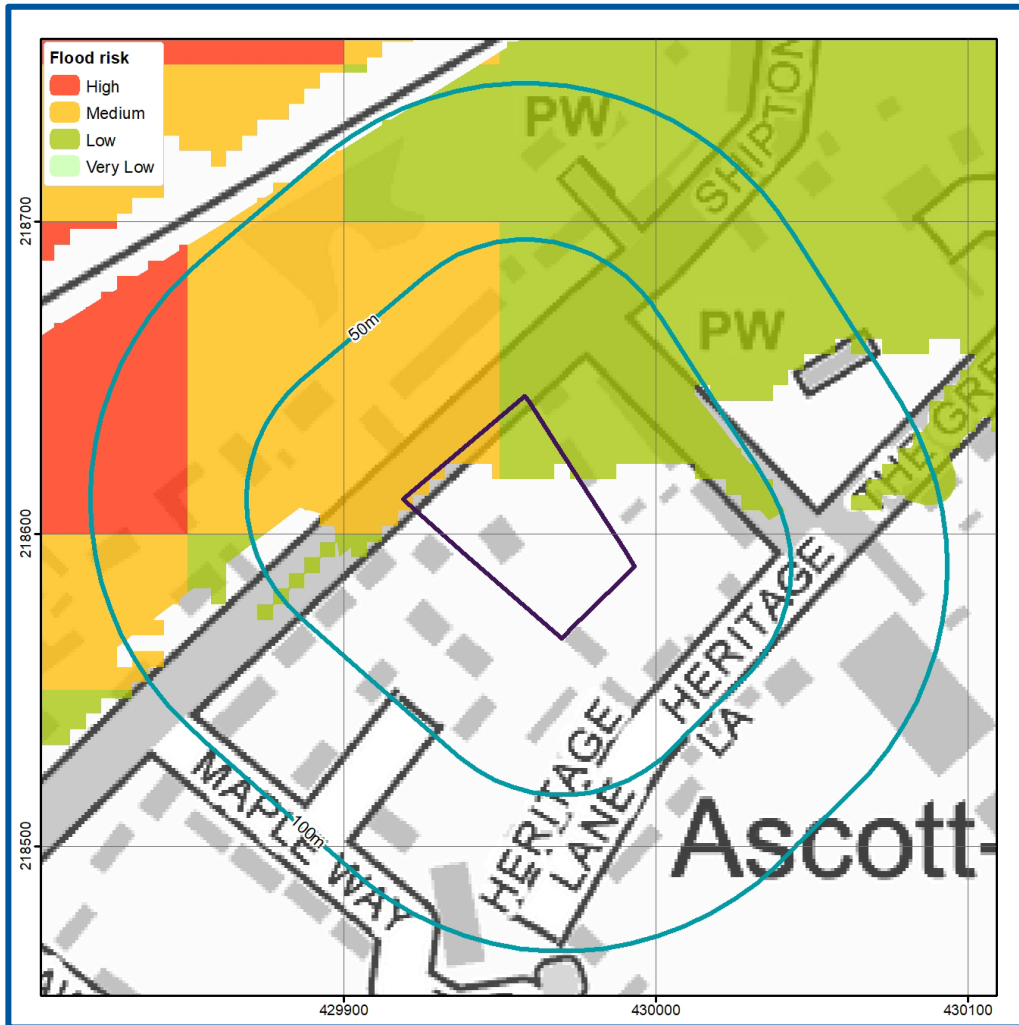 Flood risk
High
Medium
Low
Very Low
PW
SHIPTON
218700
50m
PW
THE GRE
218600
HERITAGE
HERITAGE
LA
LANE
MAPLE WAY
100m
218500
Ascott-
429900
430000
430100